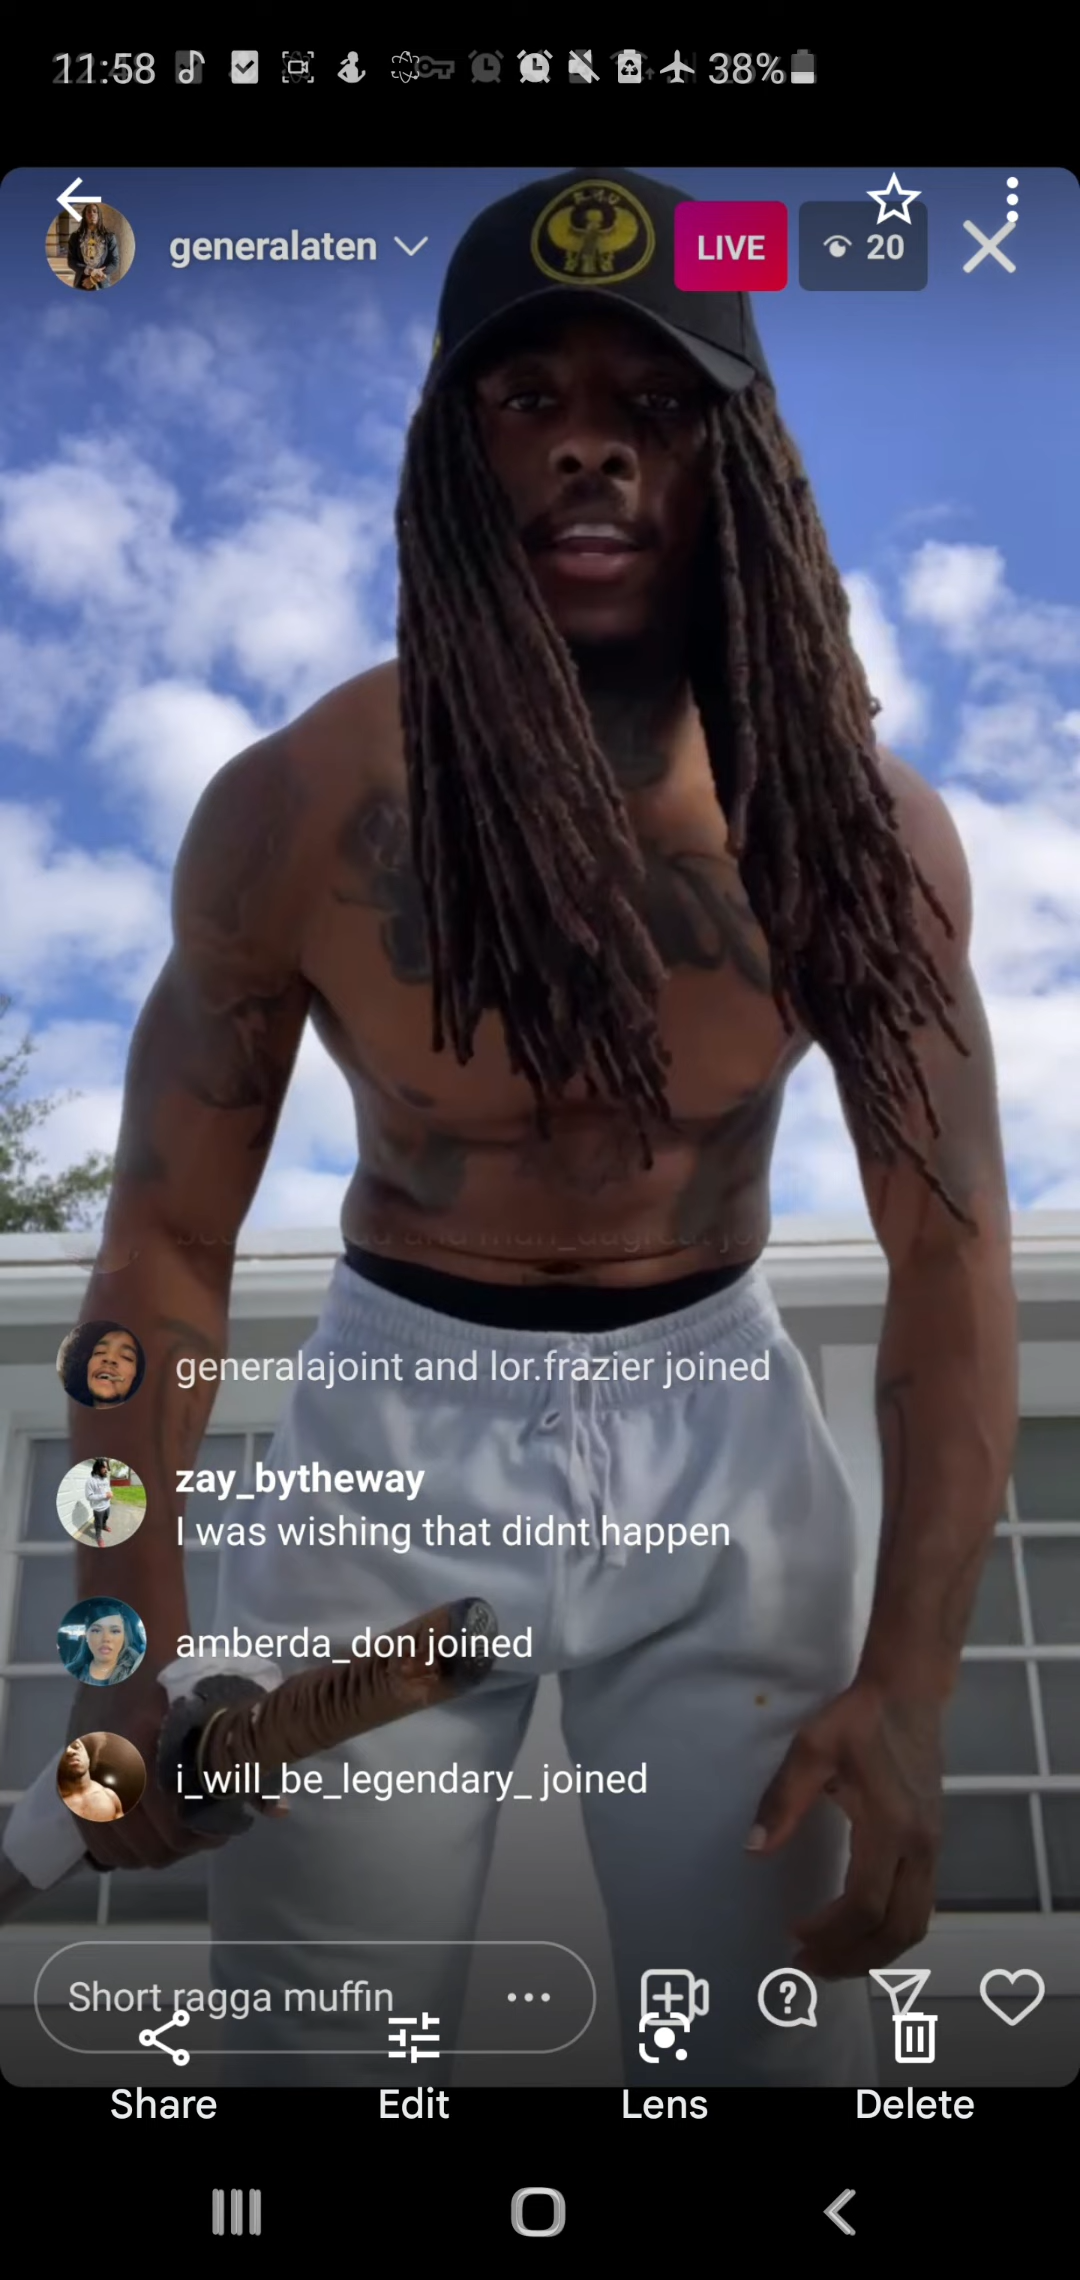 11:58
38%
generalaten
LIVE
20
generalajoint and lor.frazier joined
zay_bytheway
I was wishing that didnt happen
amberda_don joined
i_will_be_legendary_ joined
Short ragga muffin
Share
Edit
Lens
Delete